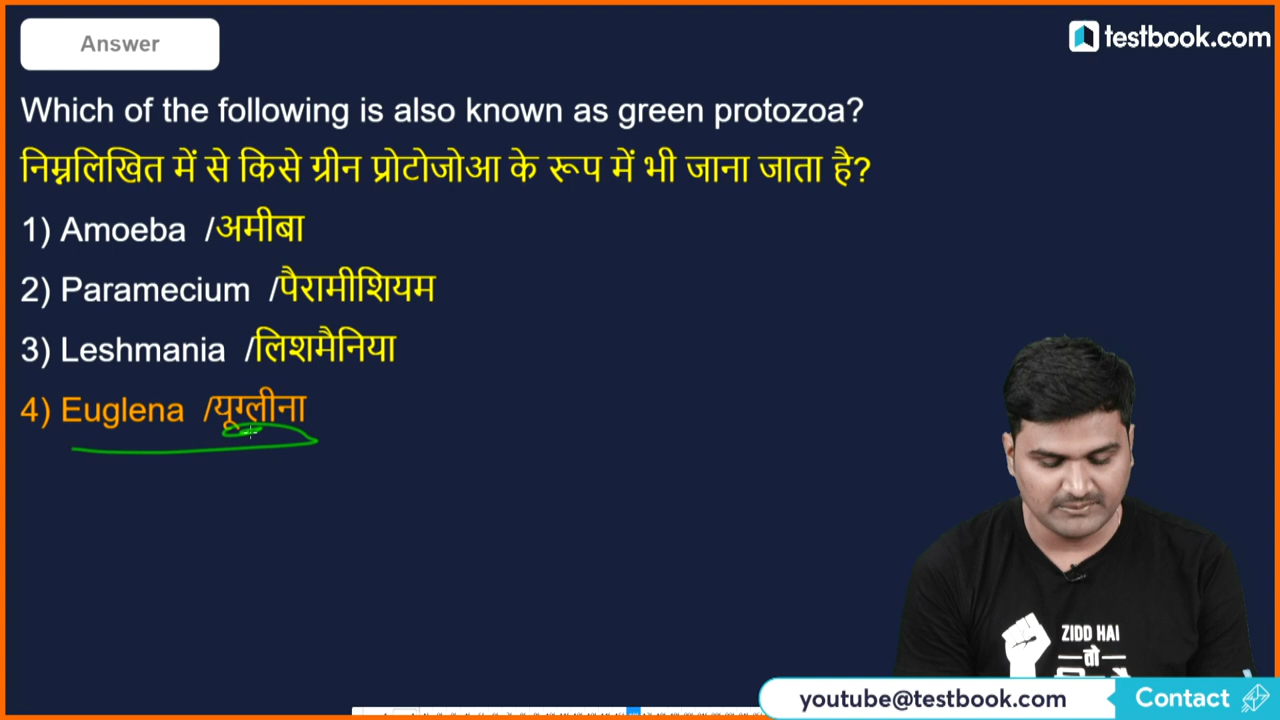 Answer
testbook.com
Which of the following is also known as green protozoa?
निम्नलिखित में से किसे ग्रीन प्रोटोजोआ के रूप में भी जाना जाता है?
1) Amoeba /अमीबा
2) Paramecium /पैरामीशियम
3) Leshmania /लिशमैनिया
4) Euglena /यूग्लीना
ZIDD HAI
तो
youtube@testbook.com
Contact